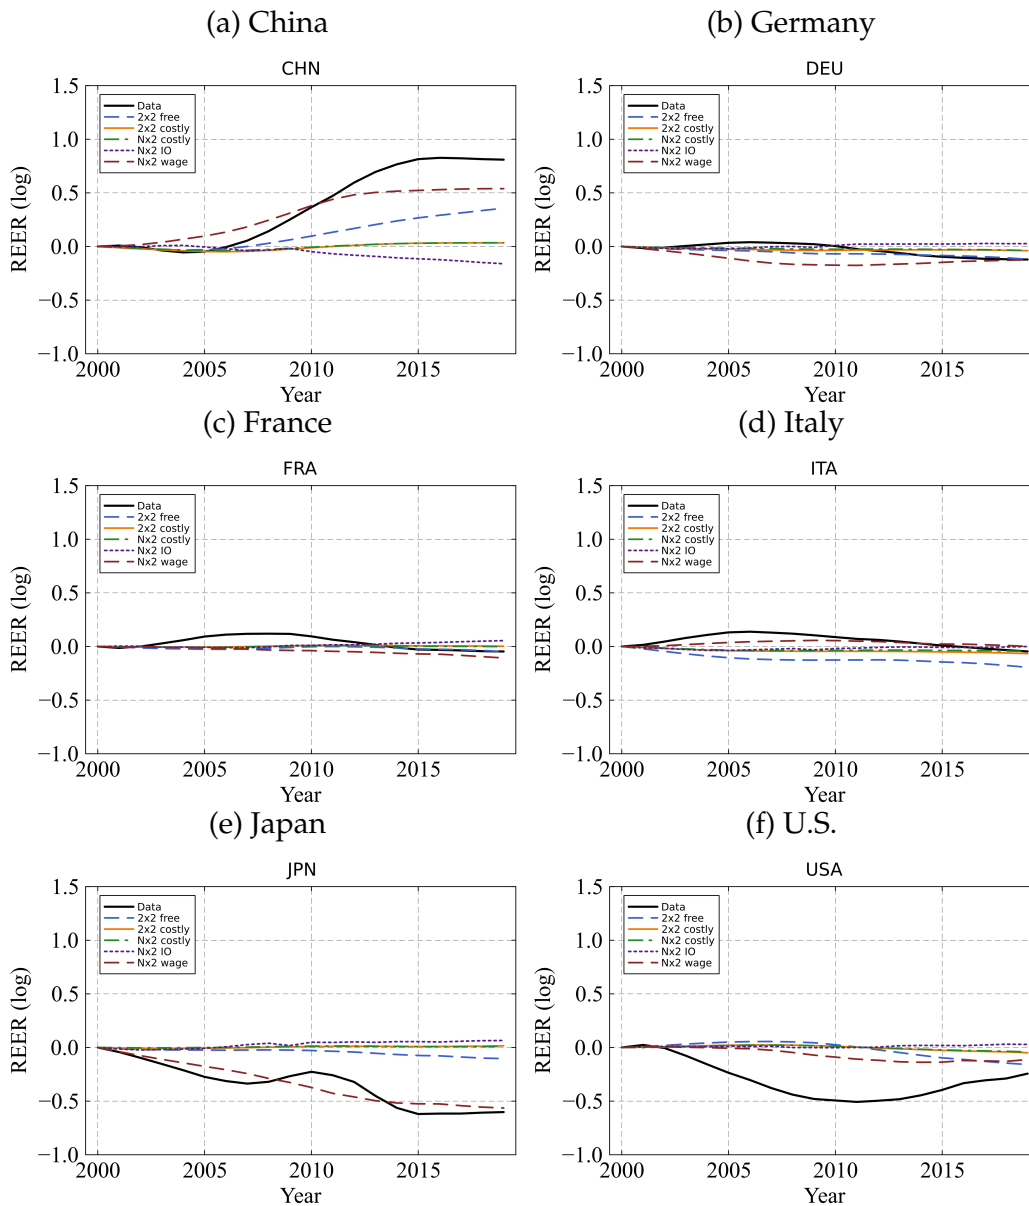 (a) China
CHN
1.5
1.0
0.5
0.0
−0.5
−1.0
REER (log)
Data
2x2 free
2x2 costly
Nx2 costly
Nx2 IO
Nx2 wage
2000
2005
2010
2015
Year
(b) Germany
DEU
1.5
1.0
0.5
0.0
−0.5
−1.0
REER (log)
Data
2x2 free
2x2 costly
Nx2 costly
Nx2 IO
Nx2 wage
2000
2005
2010
2015
Year
(c) France
FRA
1.5
1.0
0.5
0.0
−0.5
−1.0
REER (log)
Data
2x2 free
2x2 costly
Nx2 costly
Nx2 IO
Nx2 wage
2000
2005
2010
2015
Year
(d) Italy
ITA
1.5
1.0
0.5
0.0
−0.5
−1.0
REER (log)
Data
2x2 free
2x2 costly
Nx2 costly
Nx2 IO
Nx2 wage
2000
2005
2010
2015
Year
(e) Japan
JPN
1.5
1.0
0.5
0.0
−0.5
−1.0
REER (log)
Data
2x2 free
2x2 costly
Nx2 costly
Nx2 IO
Nx2 wage
2000
2005
2010
2015
Year
(f) U.S.
USA
1.5
1.0
0.5
0.0
−0.5
−1.0
REER (log)
Data
2x2 free
2x2 costly
Nx2 costly
Nx2 IO
Nx2 wage
2000
2005
2010
2015
Year